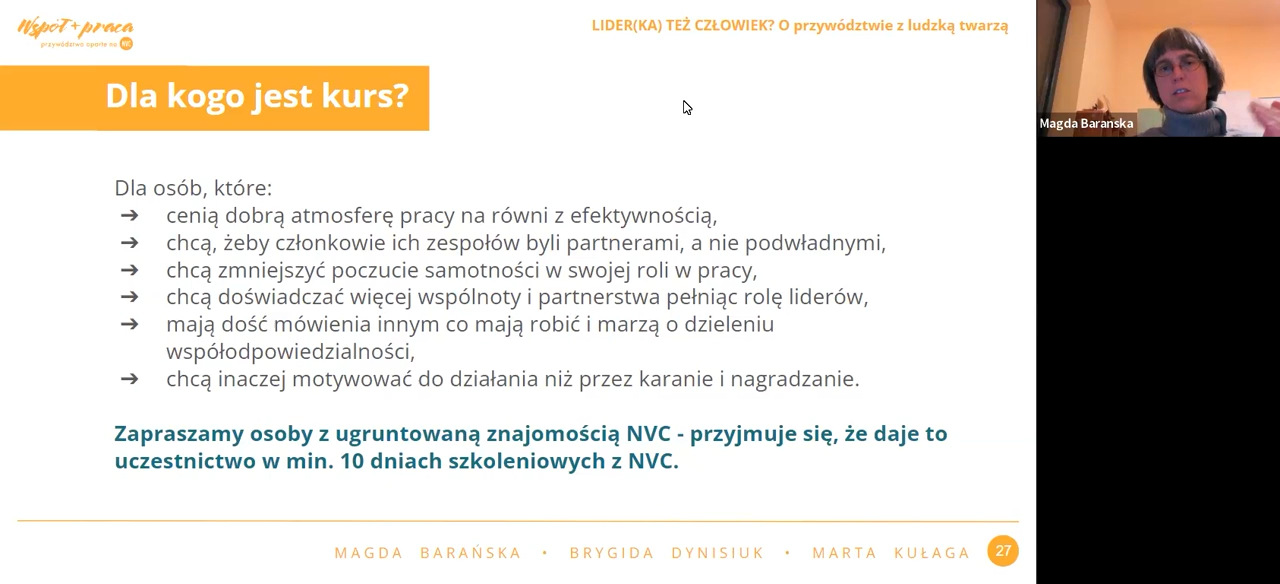 Współ+praca
przywództwo oparte na NVC
LIDER(KA) TEŻ CZŁOWIEK? O przywództwie z ludzką twarzą
Dla kogo jest kurs?
Magda Baranska
Dla osób, które:
➔ cenią dobrą atmosferę pracy na równi z efektywnością,
➔ chcą, żeby członkowie ich zespołów byli partnerami, a nie podwładnymi,
➔ chcą zmniejszyć poczucie samotności w swojej roli w pracy,
➔ chcą doświadczać więcej wspólnoty i partnerstwa pełniąc rolę liderów,
➔ mają dość mówienia innym co mają robić i marzą o dzieleniu
współodpowiedzialności,
➔ chcą inaczej motywować do działania niż przez karanie i nagradzanie.
Zapraszamy osoby z ugruntowaną znajomością NVC - przyjmuje się, że daje to
uczestnictwo w min. 10 dniach szkoleniowych z NVC.
MAGDA BARAŃSKA • BRYGIDA DYNISIUK • MARTA KUŁAGA
27